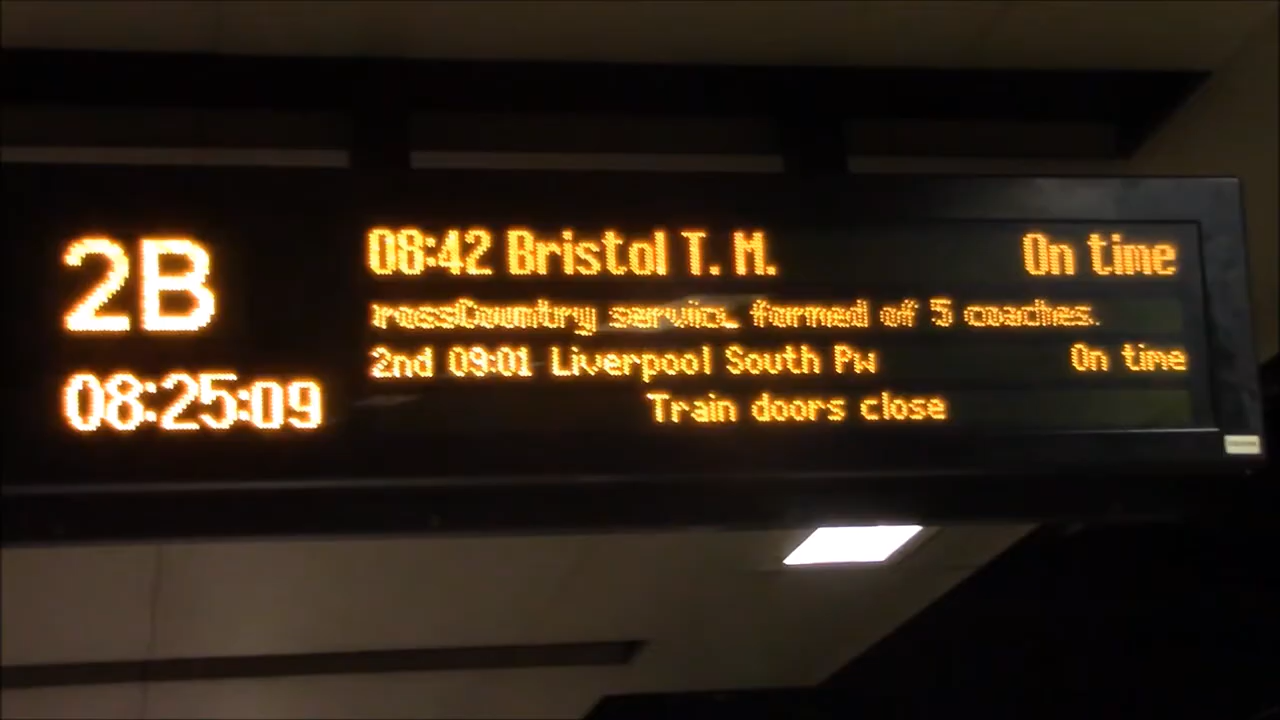 2B
08:25:09
08:42 Bristol T. M. On time
rossCountry service, formed of 5 coaches.
2nd 09:01 Liverpool South Pw On time
Train doors close